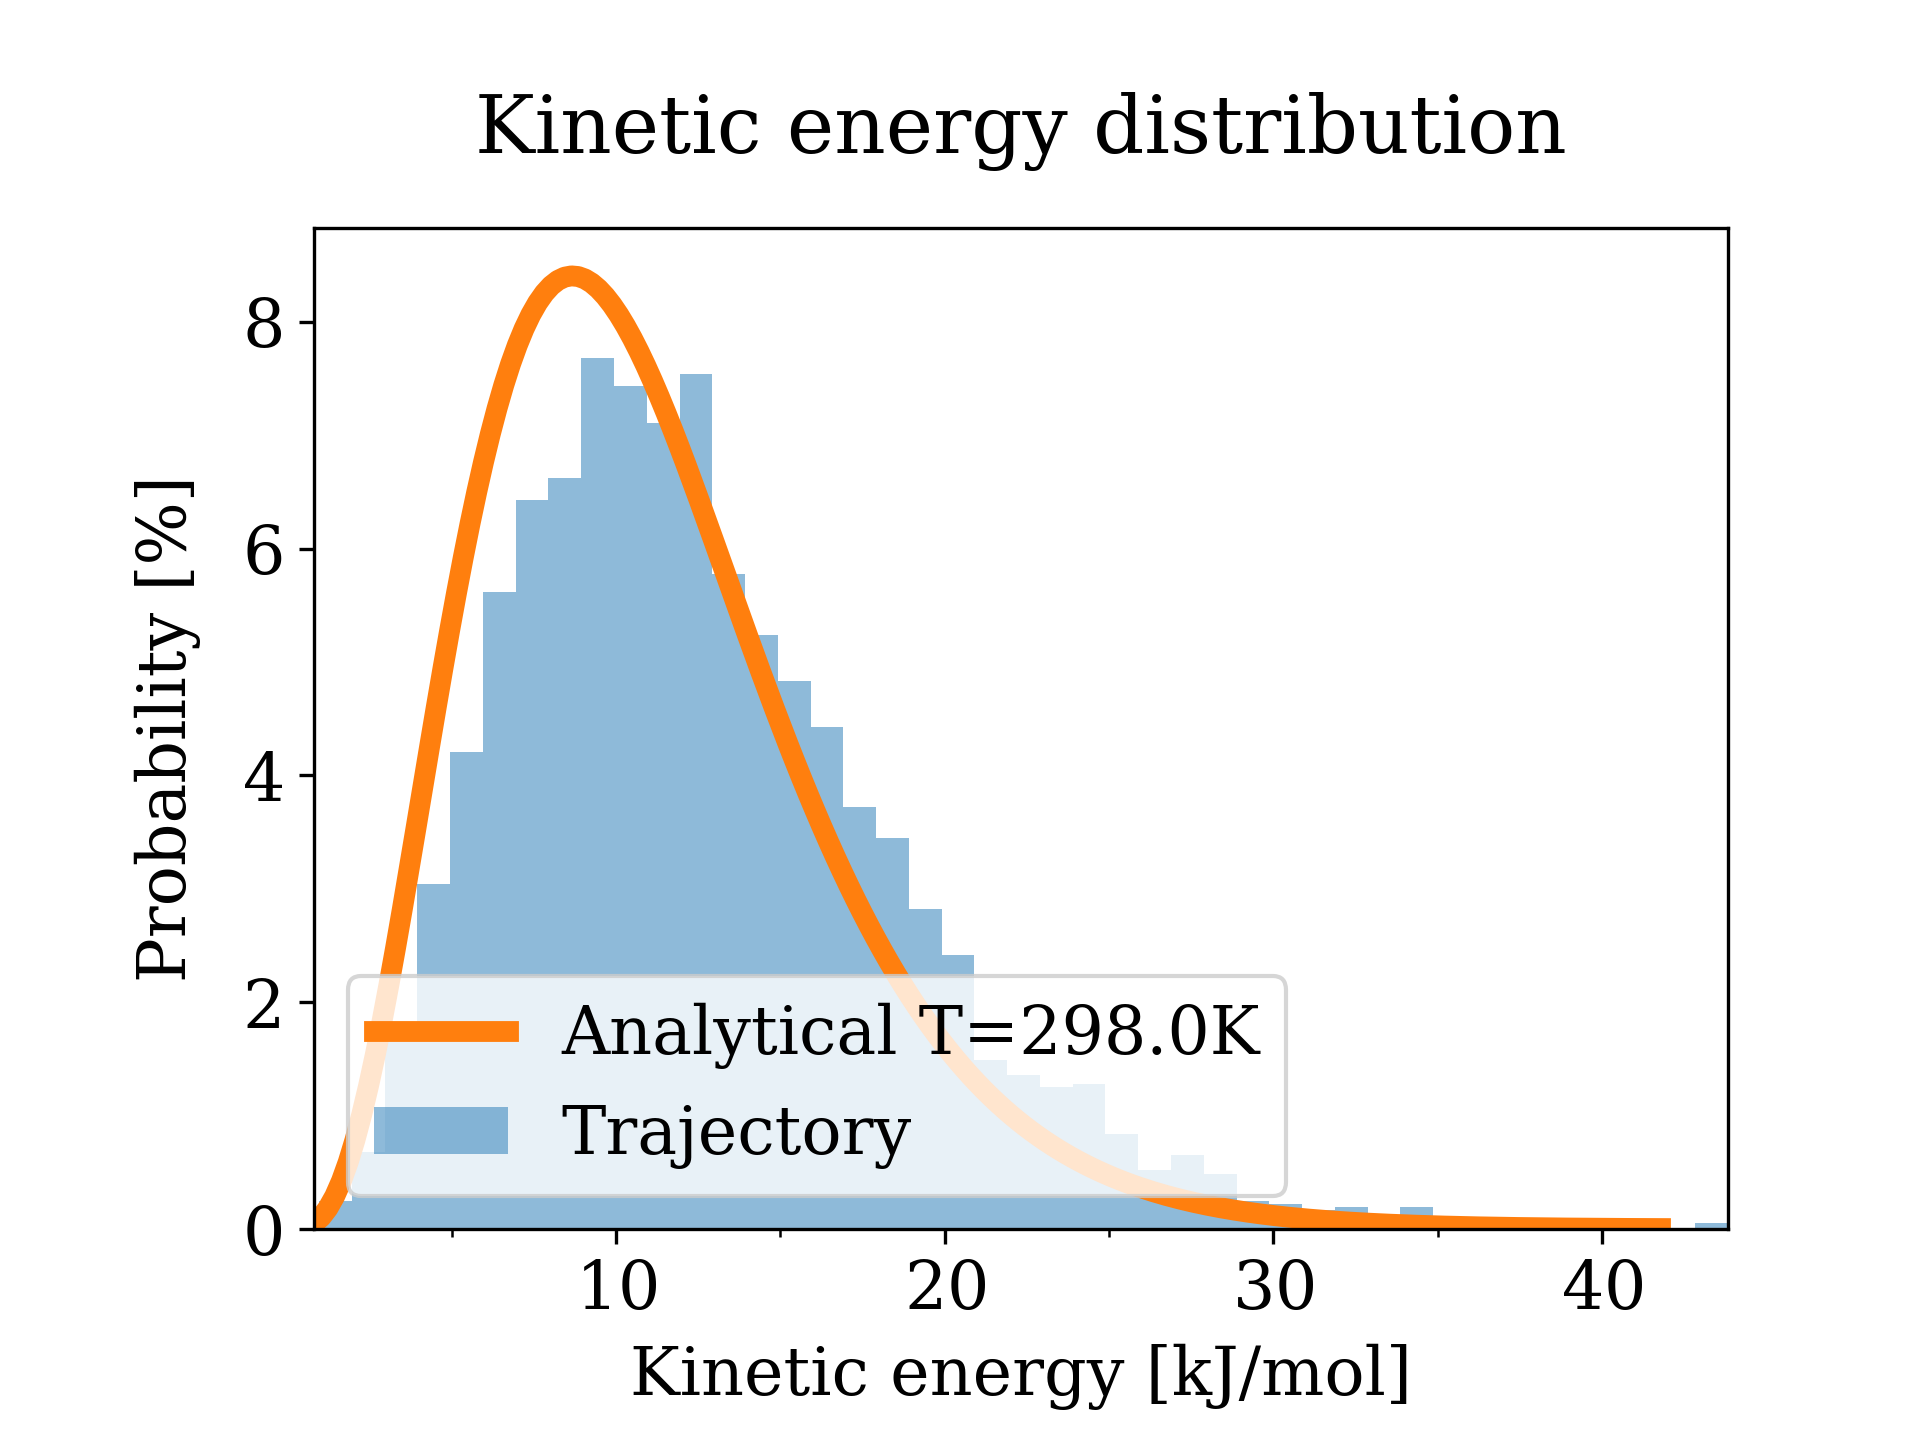 Kinetic energy distribution
Probability [%]
8
6
4
2
0
Analytical T=298.0K
Trajectory
10 20 30 40
Kinetic energy [kJ/mol]